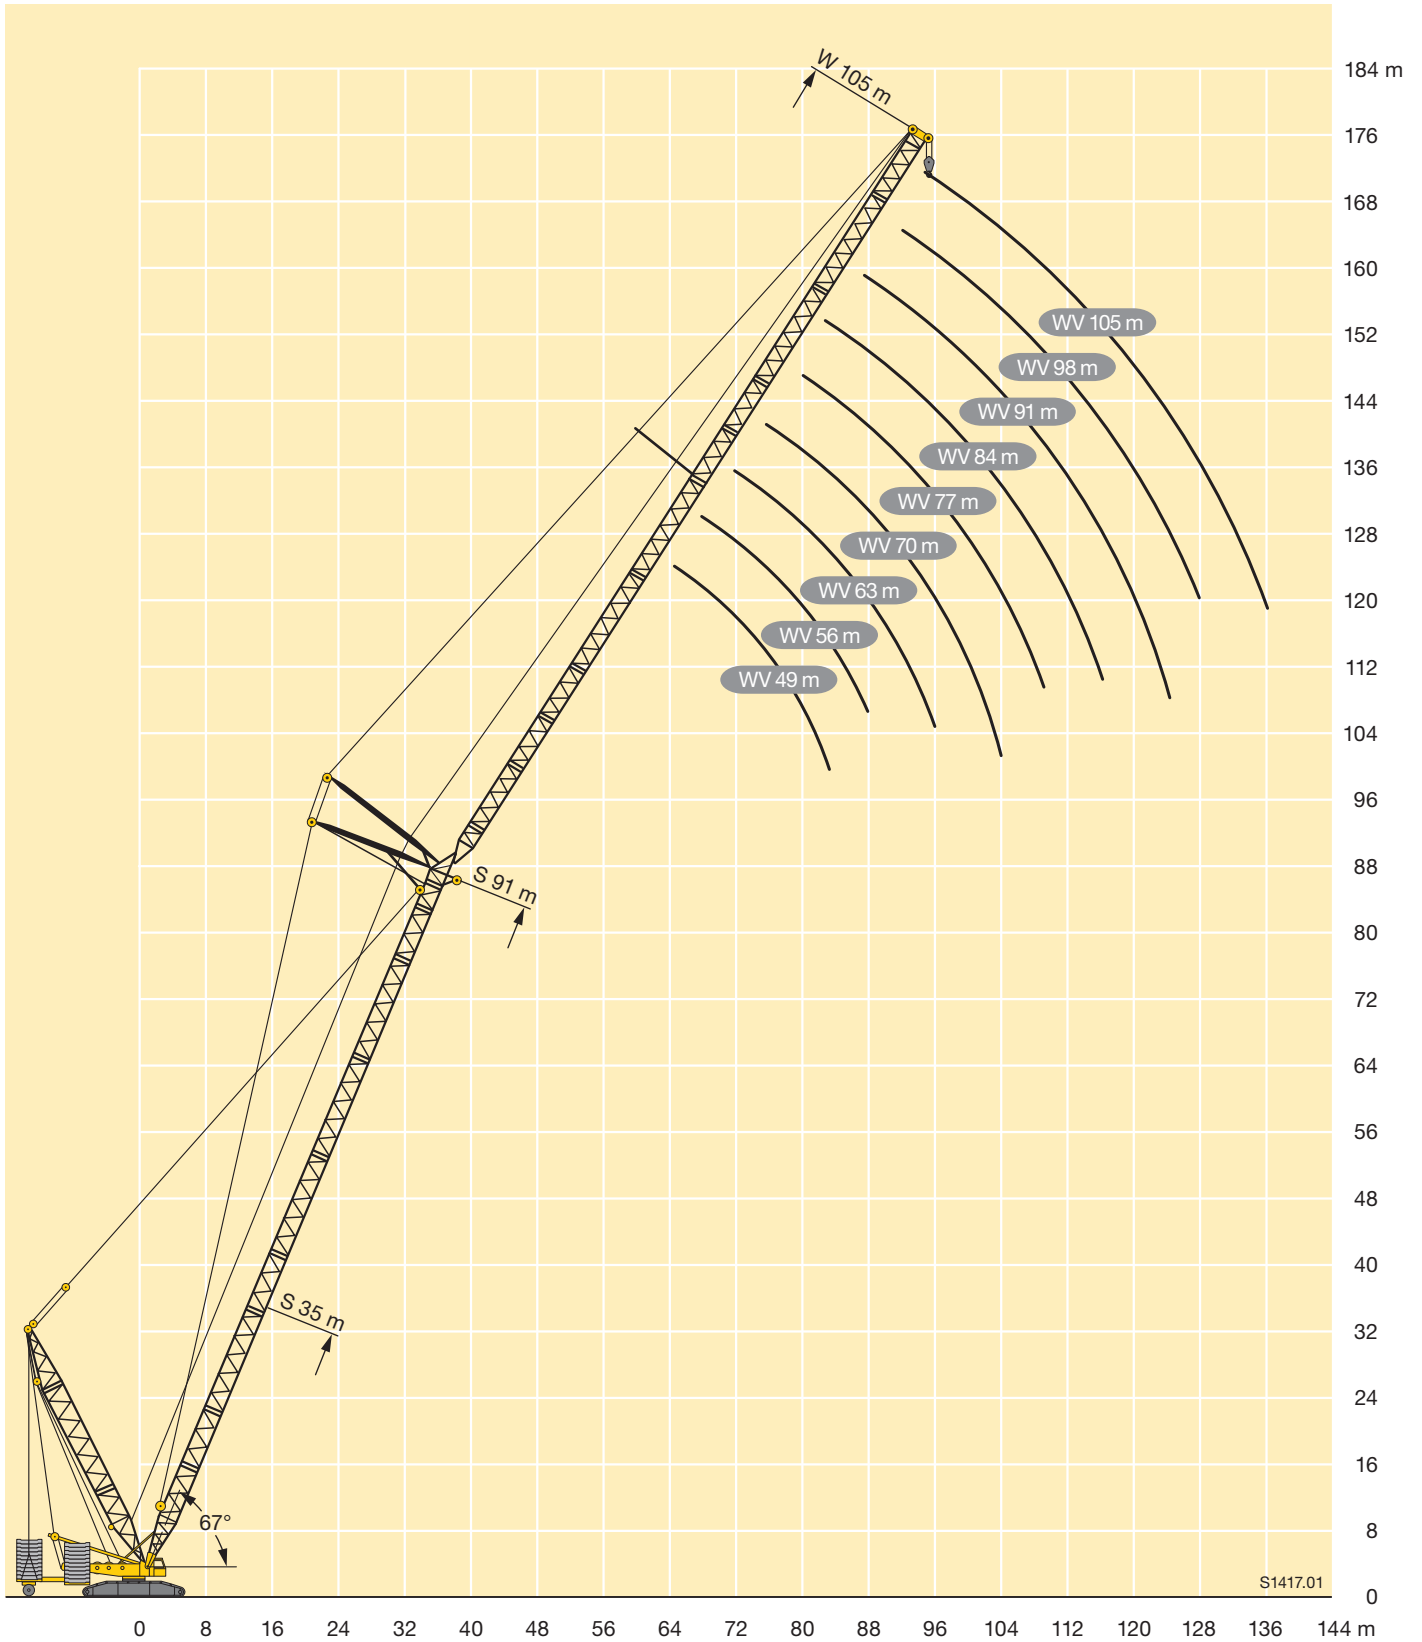 W 105 m
184 m
176
168
160
WV 105 m
152
WV 98 m
WV 91 m
144
WV 84 m
136
WV 77 m
128
WV 70 m
WV 63 m
120
WV 56 m
112
WV 49 m
104
96
88
S 91 m
80
72
64
56
48
40
S 35 m
32
24
16
67°
8
S1417.01
0
0 8 16 24 32 40 48 56 64 72 80 88 96 104 112 120 128 136 144 m